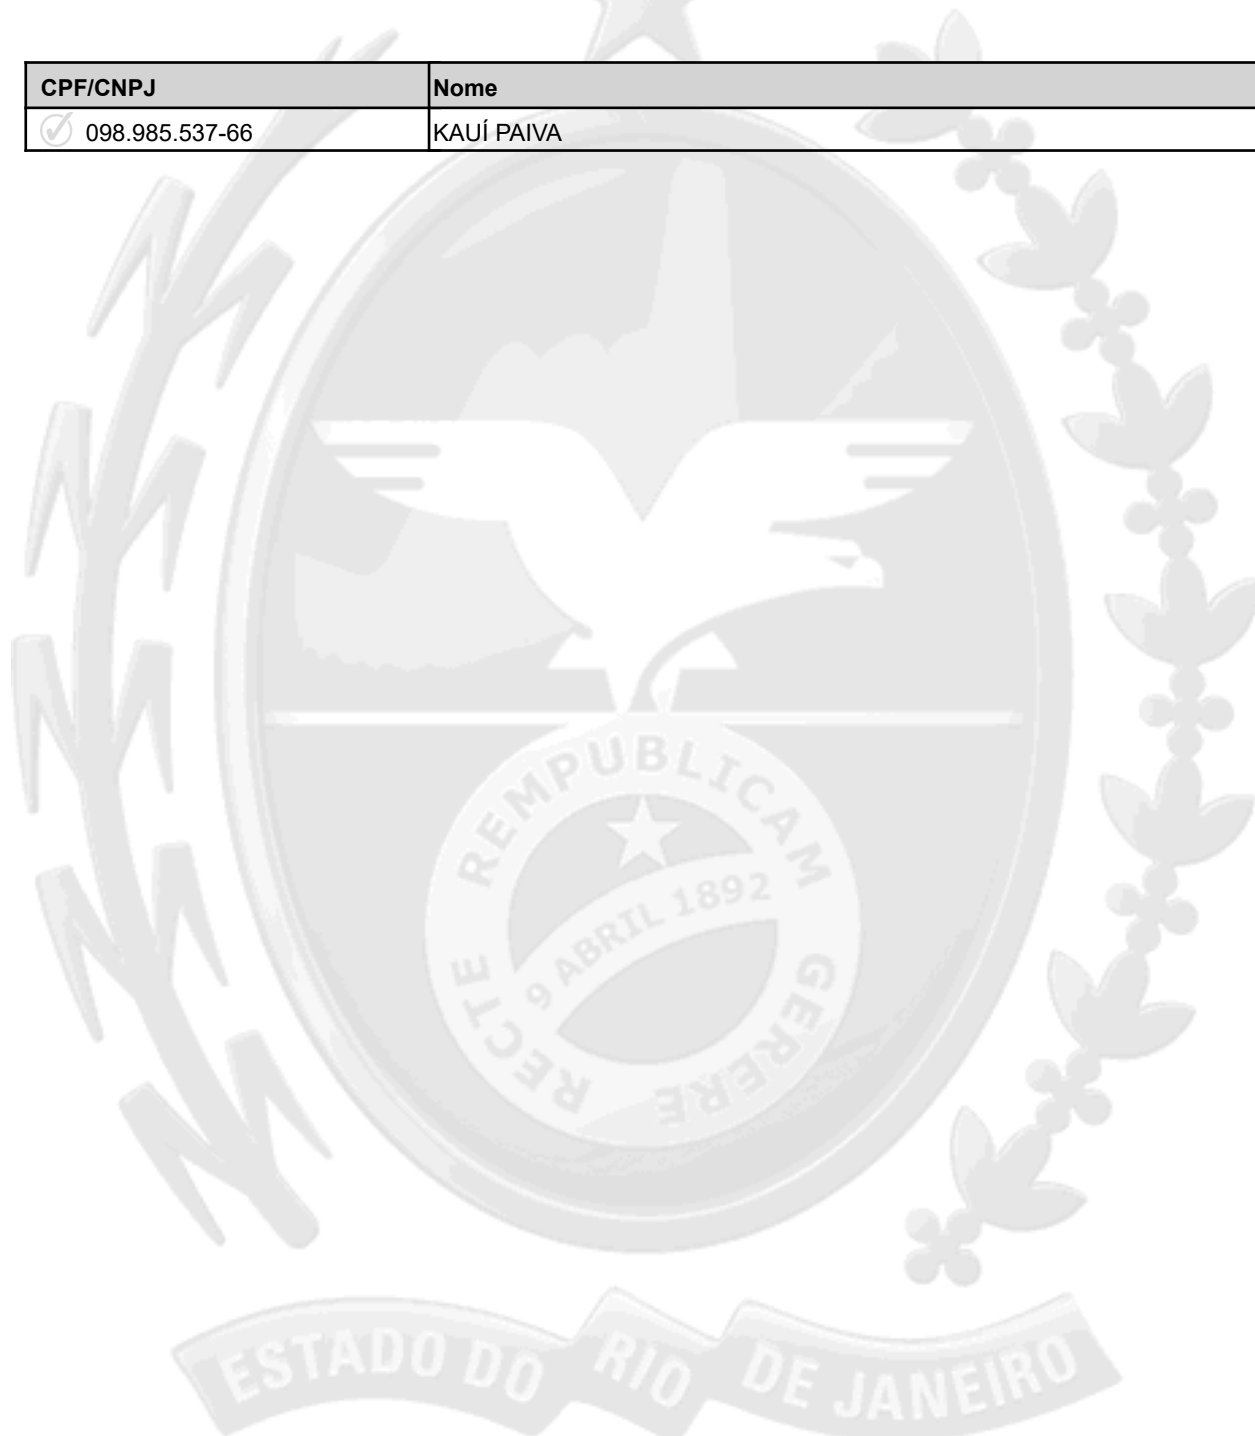 CPF/CNPJ Nome
098.985.537-66 KAUÍ PAIVA
REMPUBLICAM
9 ABRIL 1892
RECTE GERERE
ESTADO DO RIO DE JANEIRO